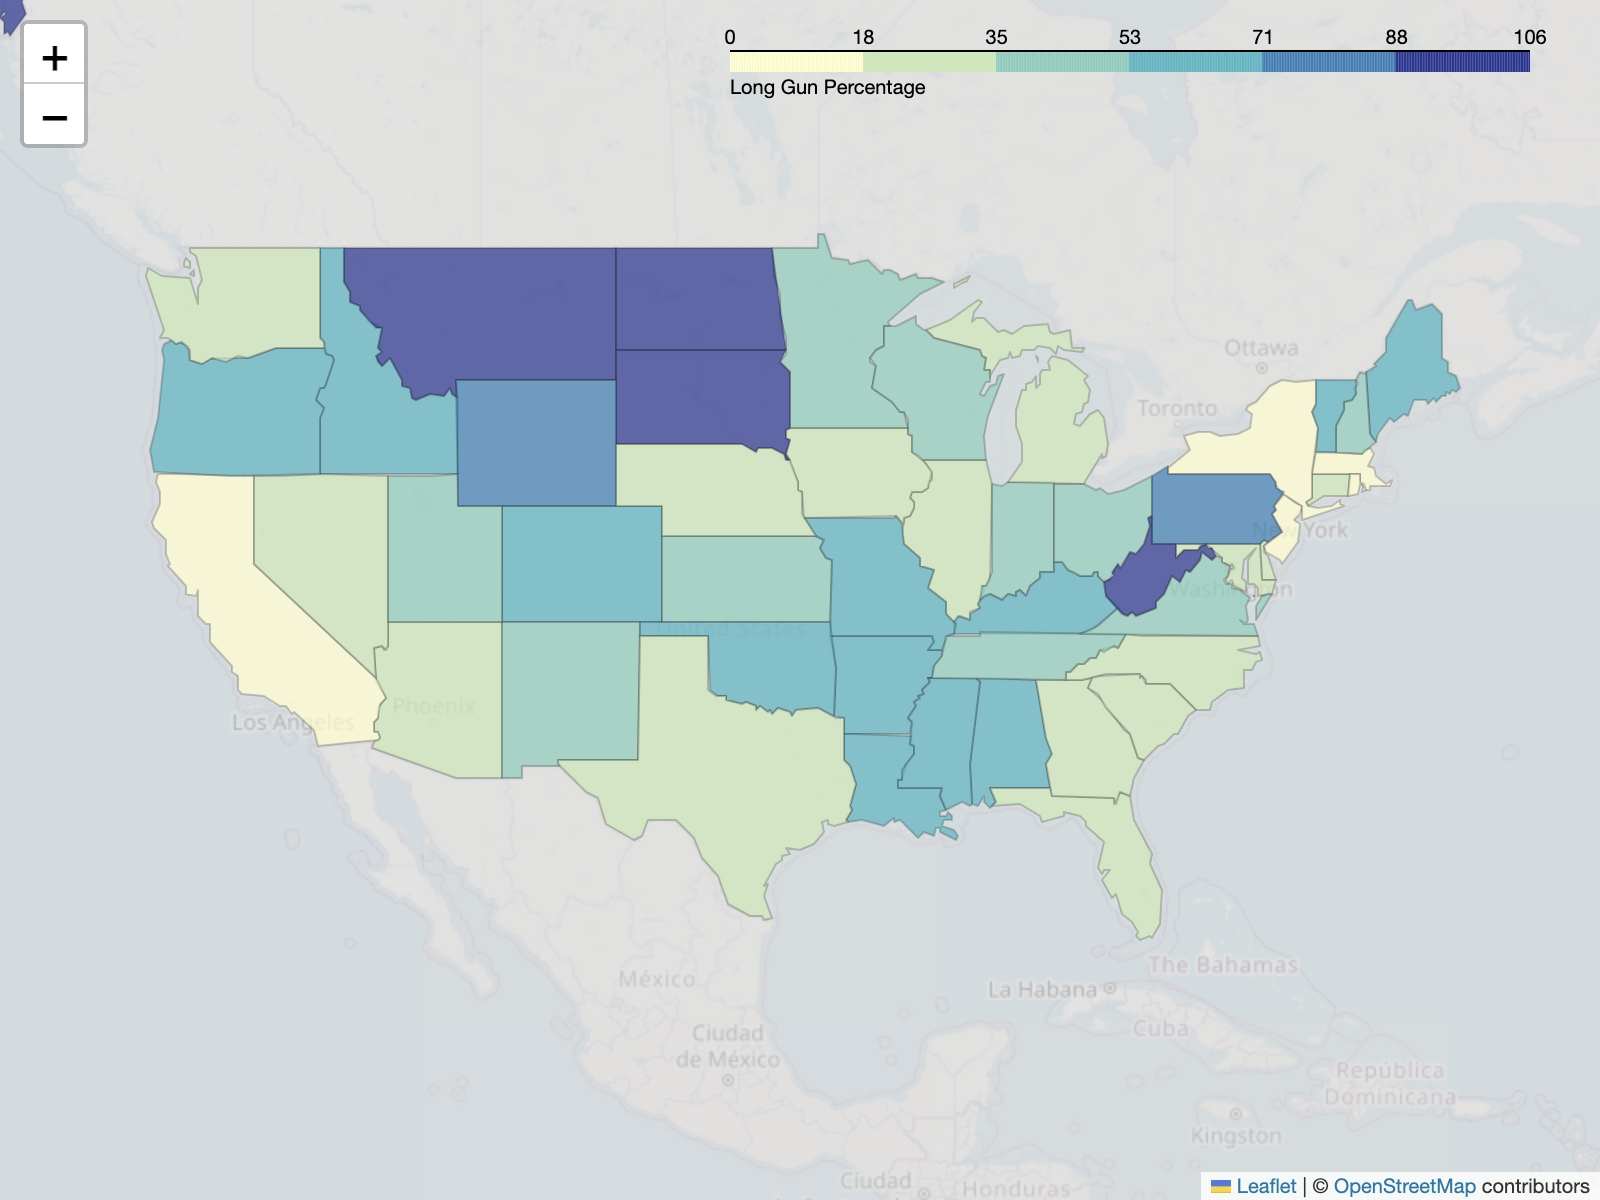 +
−
0 18 35 53 71 88 106
Long Gun Percentage
Ottawa
Toronto
New York
Washington
United States
Phoenix
Los Angeles
México
Ciudad
de México
The Bahamas
La Habana
Cuba
República
Dominicana
Kingston
Ciudad
Honduras
Leaflet | © OpenStreetMap contributors